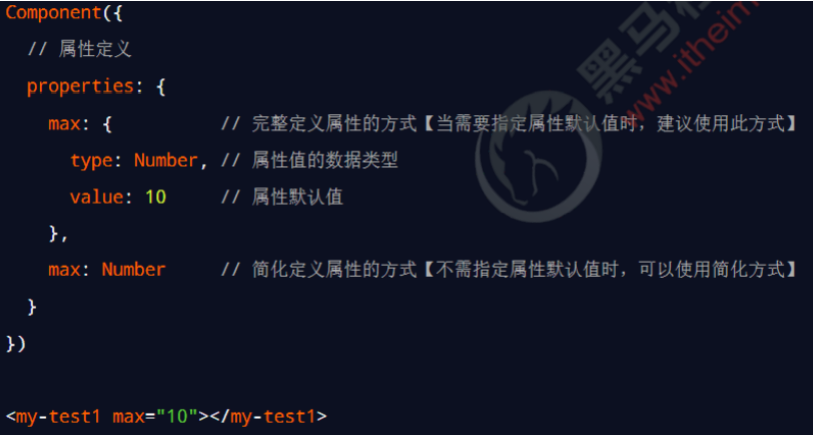 Component({
// 属性定义
properties: {
max: { // 完整定义属性的方式【当需要指定属性默认值时，建议使用此方式】
type: Number, // 属性值的数据类型
value: 10 // 属性默认值
},
max: Number // 简化定义属性的方式【不需指定属性默认值时，可以使用简化方式】
}
})
<my-test1 max="10"></my-test1>
黑马
www.itheim